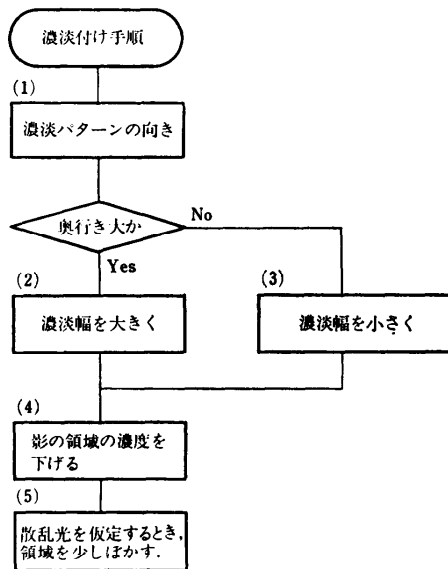 濃淡付け手順
(1)
濃淡パターンの向き
奥行き大か
No
Yes
(2)
濃淡幅を大きく
(3)
濃淡幅を小さく
(4)
影の領域の濃度を
下げる
(5)
散乱光を仮定するとき,
領域を少しぼかす.